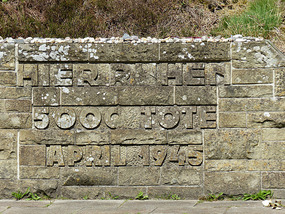 HIER RUHEN
5000 TOTE
APRIL 1945